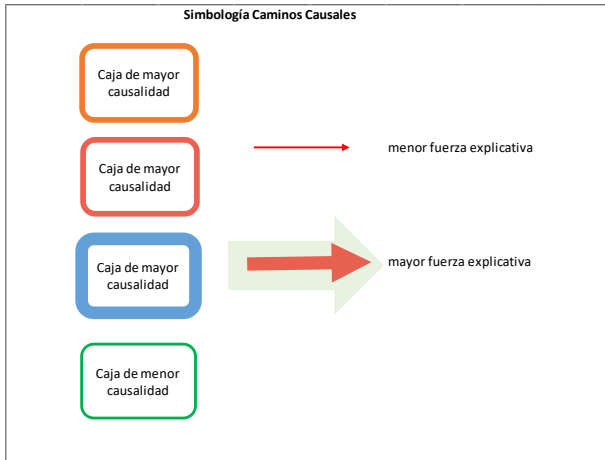 Simbología Caminos Causales
Caja de mayor
causalidad
Caja de mayor
causalidad
menor fuerza explicativa
Caja de mayor
causalidad
mayor fuerza explicativa
Caja de menor
causalidad